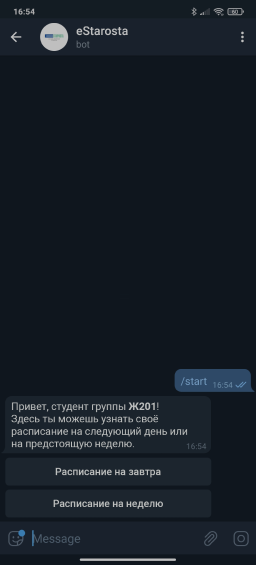 16:54
60
eStarosta
bot
/start 16:54
Привет, студент группы Ж201!
Здесь ты можешь узнать своё
расписание на следующий день или
на предстоящую неделю.
16:54
Расписание на завтра
Расписание на неделю
Message